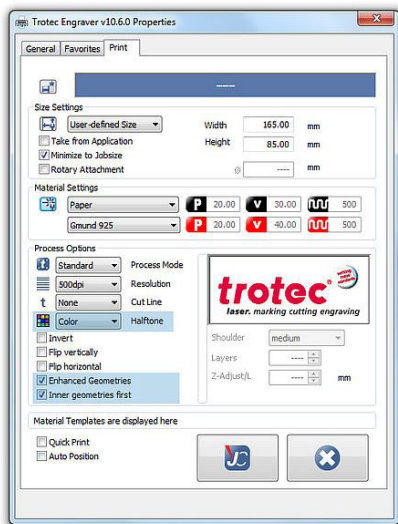 Trotec Engraver v10.6.0 Properties
General Favorites Print
---
Size Settings
User-defined Size Width 165.00 mm
Take from Application Height 85.00 mm
Minimize to Jobsize
Rotary Attachment @ ---- mm
Material Settings
Paper P 20.00 V 30.00 500
Gmund 925 P 20.00 V 40.00 500
Process Options
Standard Process Mode
500dpi Resolution
t None Cut Line
Color Halftone
Invert
Flip vertically
Flip horizontal
Enhanced Geometries
Inner geometries first
trotec®
laser. marking cutting engraving
Shoulder medium
Layers ----
Z-Adjust/L ---- mm
Material Templates are displayed here
Quick Print
Auto Position
JC